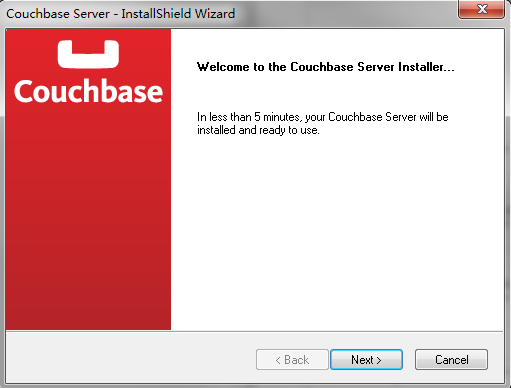 Couchbase Server - InstallShield Wizard
Couchbase
Welcome to the Couchbase Server Installer...
In less than 5 minutes, your Couchbase Server will be
installed and ready to use.
< Back
Next >
Cancel